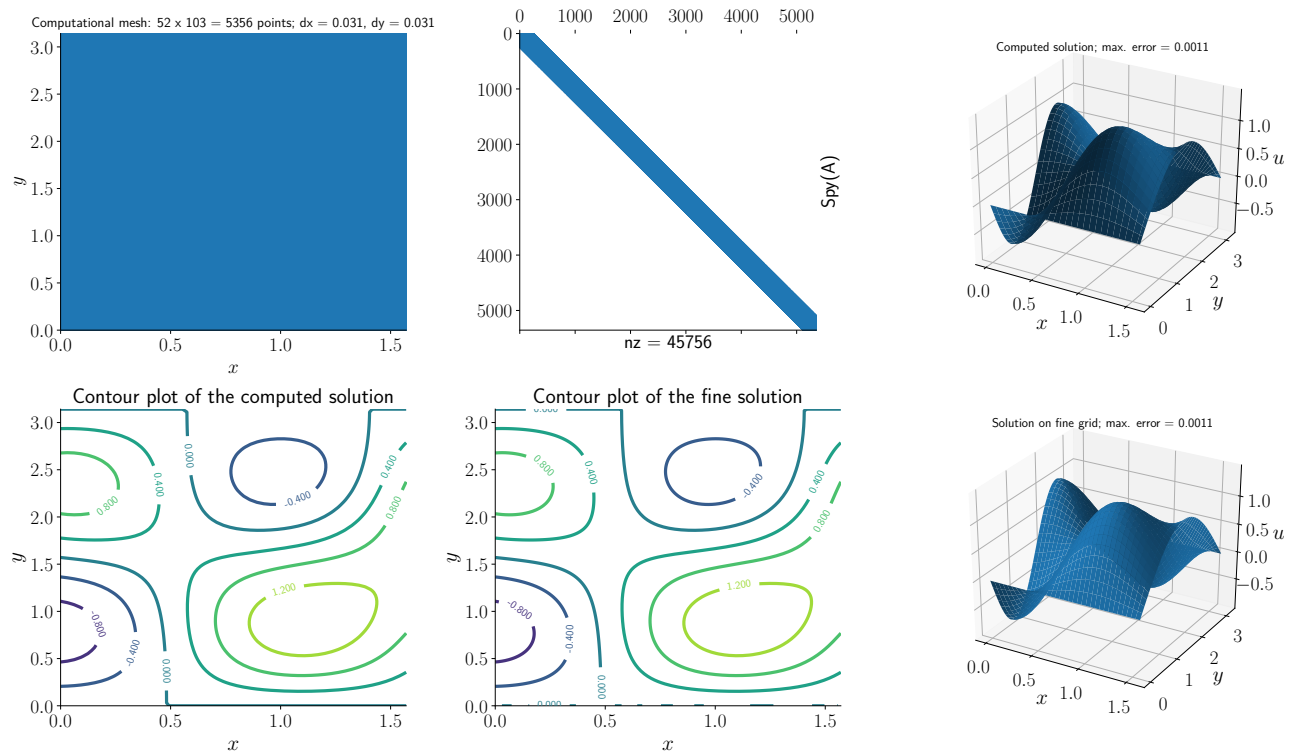 Computational mesh: 52 x 103 = 5356 points; dx = 0.031, dy = 0.031
3.0
2.5
2.0
1.5
1.0
0.5
0.0
y
0.0 0.5 1.0 1.5
x
0 1000 2000 3000 4000 5000
0
1000
2000
3000
4000
5000
nz = 45756
Spy(A)
Computed solution; max. error = 0.0011
1.0
0.5
0.0
−0.5
u
0.0 0.5 1.0 1.5
x
0 1 2 3
y
Contour plot of the computed solution
3.0
2.5
2.0
1.5
1.0
0.5
0.0
y
0.0 0.5 1.0 1.5
x
0.800
0.400
0.000
-0.400
0.400
0.800
1.200
-0.800
-0.400
0.000
Contour plot of the fine solution
3.0
2.5
2.0
1.5
1.0
0.5
0.0
y
0.0 0.5 1.0 1.5
x
0.000
0.800
0.400
0.000
-0.400
0.400
0.800
1.200
-0.800
-0.400
0.000
0.000
Solution on fine grid; max. error = 0.0011
1.0
0.5
0.0
−0.5
u
0.0 0.5 1.0 1.5
x
0 1 2 3
y